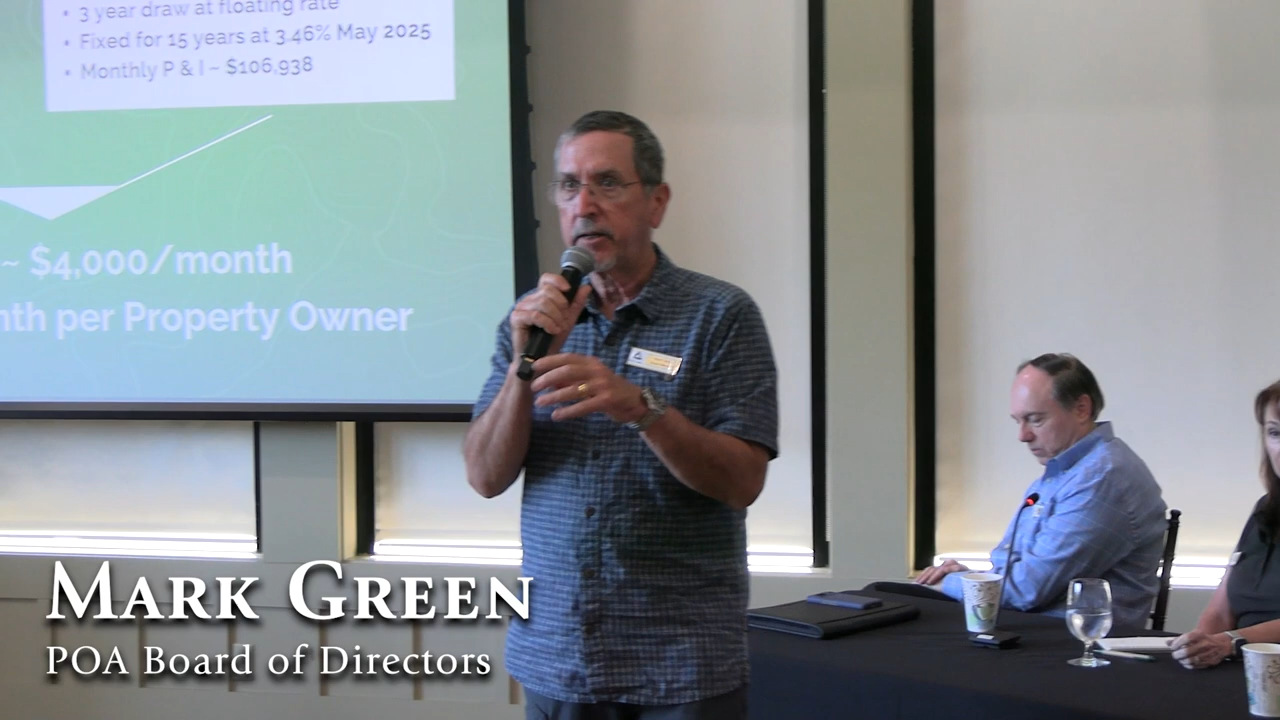 • 3 year draw at floating rate
• Fixed for 15 years at 3.46% May 2025
• Monthly P & I ~ $106,938
~ $4,000/month
nth per Property Owner
Mark Green
POA Board of Directors